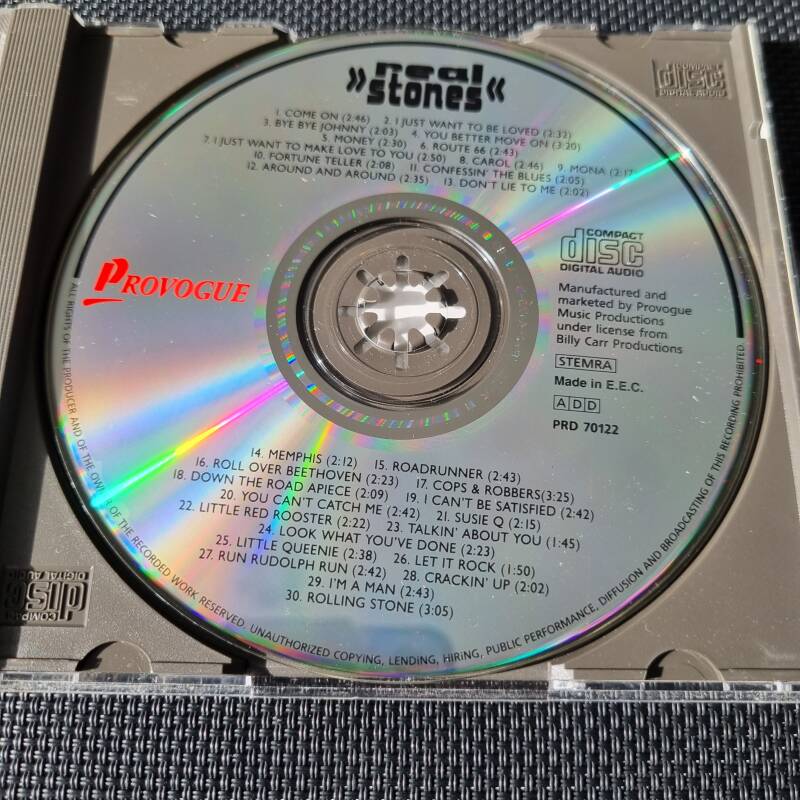 »real stones«
1. COME ON (2:46) 2. I JUST WANT TO BE LOVED (2:32)
3. BYE BYE JOHNNY (2:03) 4. YOU BETTER MOVE ON (3:20)
5. MONEY (2:30) 6. ROUTE 66 (2:43)
7. I JUST WANT TO MAKE LOVE TO YOU (2:50) 8. CAROL (2:46) 9. MONA (2:17)
10. FORTUNE TELLER (2:08) 11. CONFESSIN' THE BLUES (2:05)
12. AROUND AND AROUND (2:35) 13. DON'T LIE TO ME (2:02)
COMPACT
disc
DIGITAL AUDIO
PROVOGUE
COMPACT
disc
DIGITAL AUDIO
Manufactured and
marketed by Provogue
Music Productions
under license from
Billy Carr Productions
STEMRA
Made in E.E.C.
ADD
PRD 70122
14. MEMPHIS (2:12) 15. ROADRUNNER (2:43)
16. ROLL OVER BEETHOVEN (2:23) 17. COPS & ROBBERS(3:25)
18. DOWN THE ROAD APIECE (2:09) 19. I CAN'T BE SATISFIED (2:42)
20. YOU CAN'T CATCH ME (2:42) 21. SUSIE Q (2:15)
22. LITTLE RED ROOSTER (2:22) 23. TALKIN' ABOUT YOU (1:45)
24. LOOK WHAT YOU'VE DONE (2:23)
25. LITTLE QUEENIE (2:38) 26. LET IT ROCK (1:50)
27. RUN RUDOLPH RUN (2:42) 28. CRACKIN' UP (2:02)
29. I'M A MAN (2:43)
30. ROLLING STONE (3:05)
ALL RIGHTS OF THE PRODUCER AND OF THE OWNER OF THE RECORDED WORK RESERVED. UNAUTHORIZED COPYING, LENDING, HIRING, PUBLIC PERFORMANCE, DIFFUSION AND BROADCASTING OF THIS RECORDING PROHIBITED.
COMPACT
disc
DIGITAL AUDIO